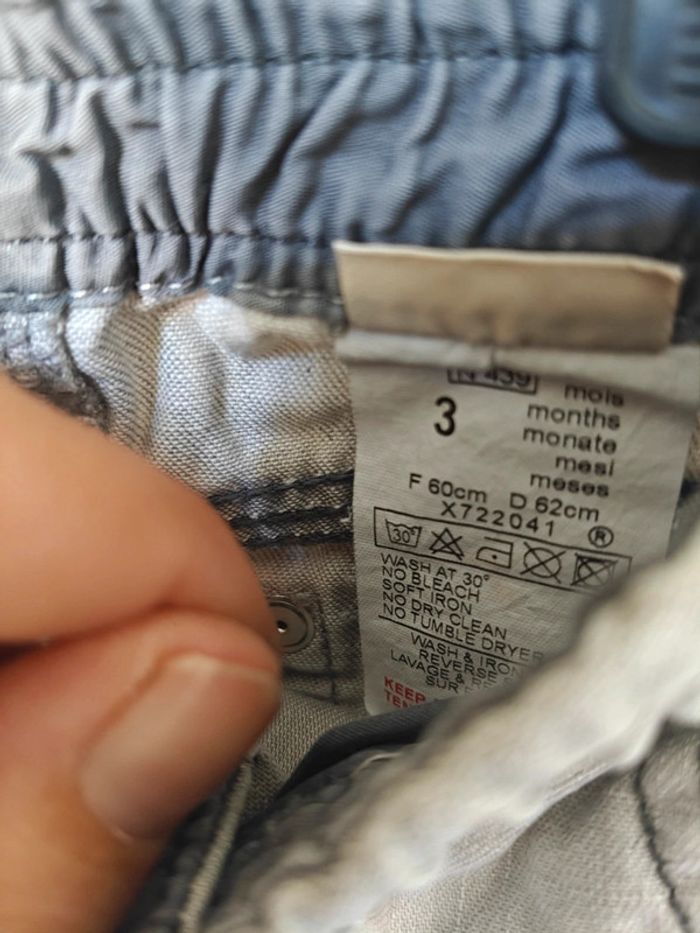 N 459
3
mois
months
monate
mesi
meses
F 60cm D 62cm
X722041
30° ®
WASH AT 30°
NO BLEACH
SOFT IRON
NO DRY CLEAN
NO TUMBLE DRYER
WASH & IRON
REVERSE
LAVAGE &
SUR
KEEP